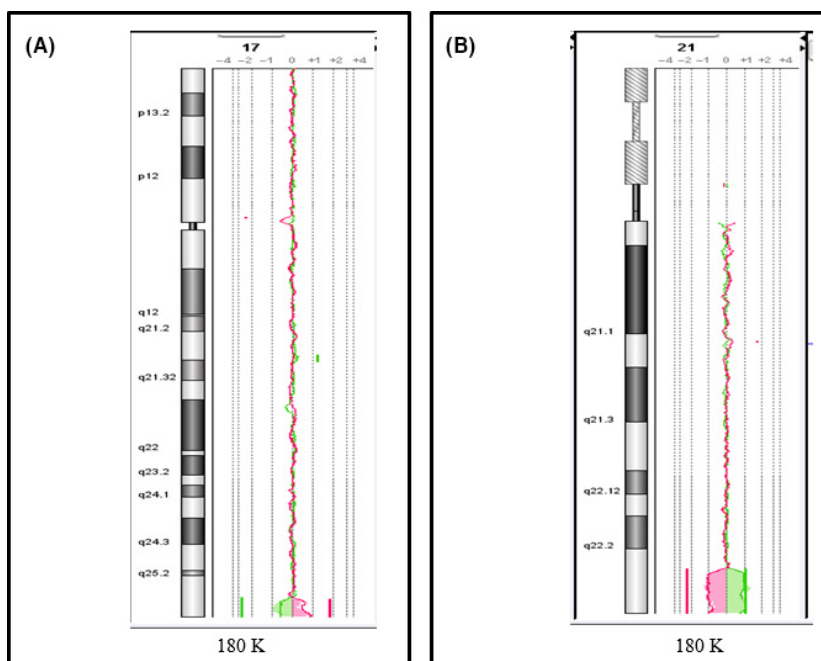 (A)
17
−4 −2 −1 0 +1 +2 +4
p13.2
p12
q12
q21.2
q21.32
q22
q23.2
q24.1
q24.3
q25.2
180 K
(B)
21
−4 −2 −1 0 +1 +2 +4
q21.1
q21.3
q22.12
q22.2
180 K